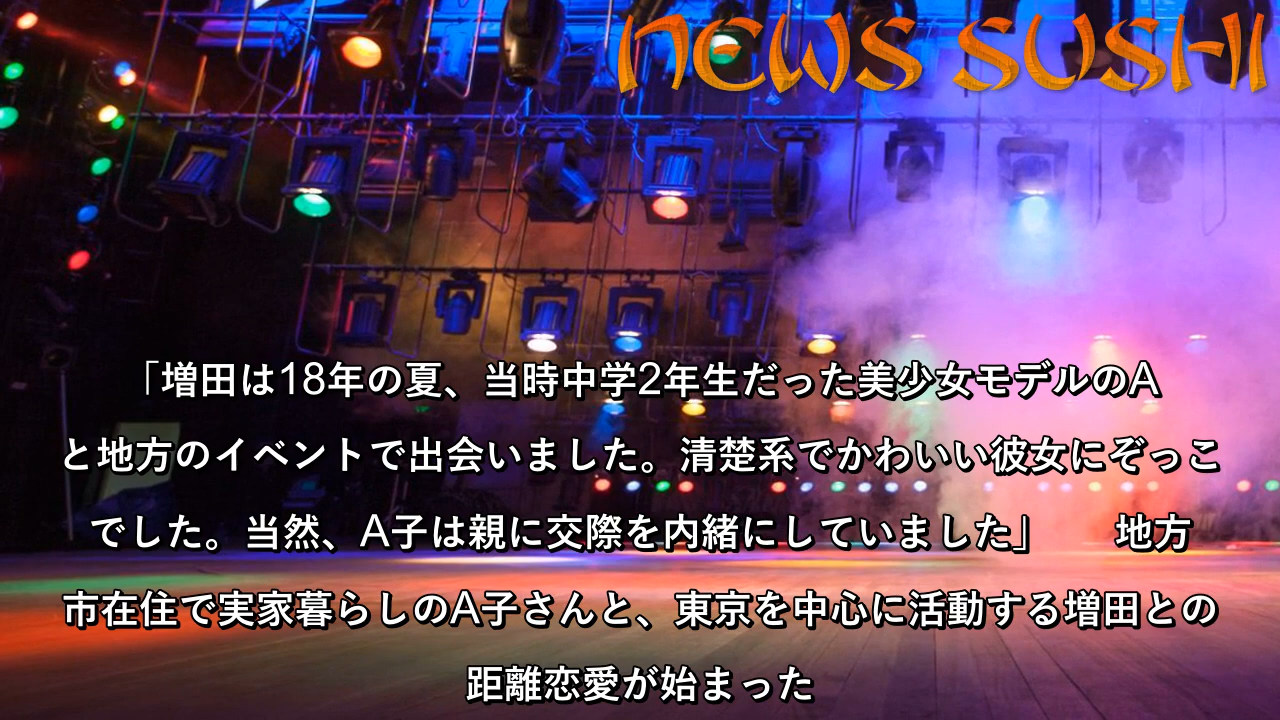 NEWS SUSHI
「増田は18年の夏、当時中学2年生だった美少女モデルのA
と地方のイベントで出会いました。清楚系でかわいい彼女にぞっこ
でした。当然、A子は親に交際を内緒にしていました」　　地方
市在住で実家暮らしのA子さんと、東京を中心に活動する増田との
距離恋愛が始まった